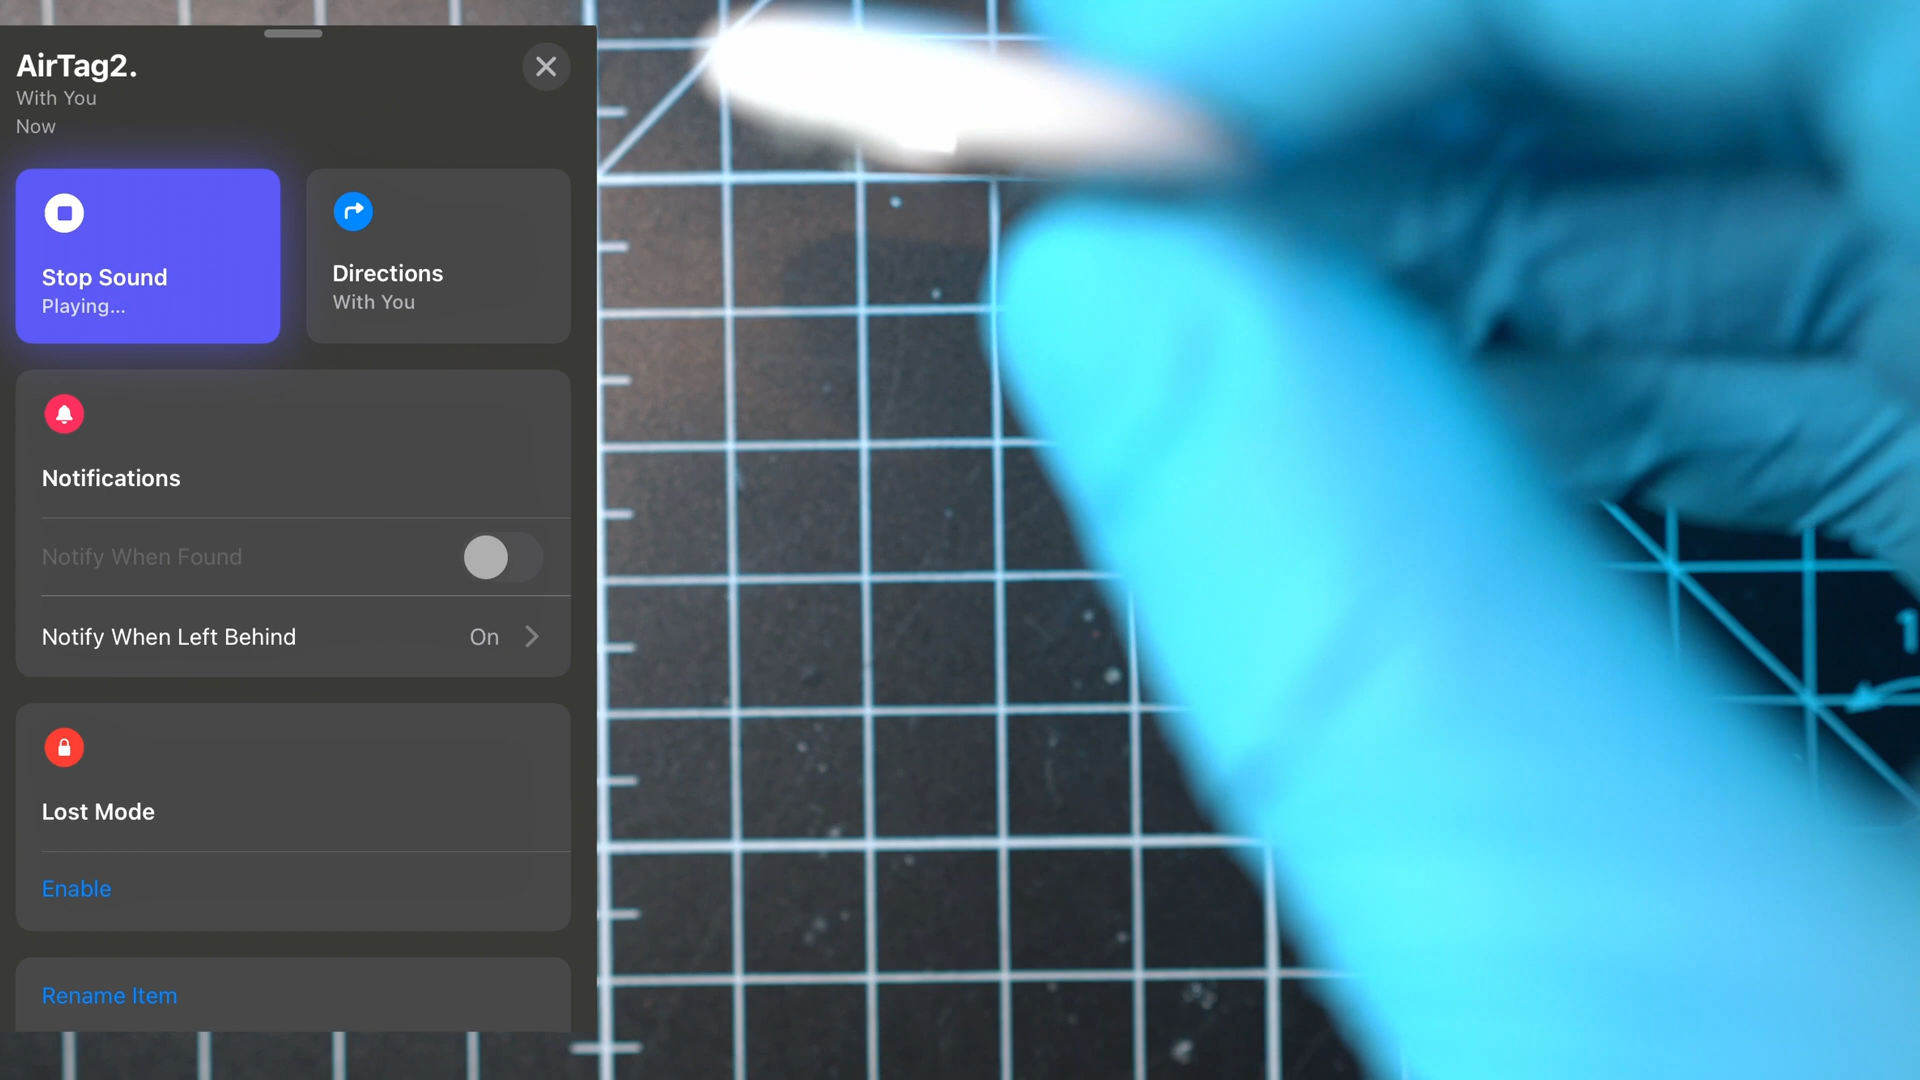 AirTag2.
With You
Now
Stop Sound
Playing...
Directions
With You
Notifications
Notify When Found
Notify When Left Behind
On
Lost Mode
Enable
Rename Item
1